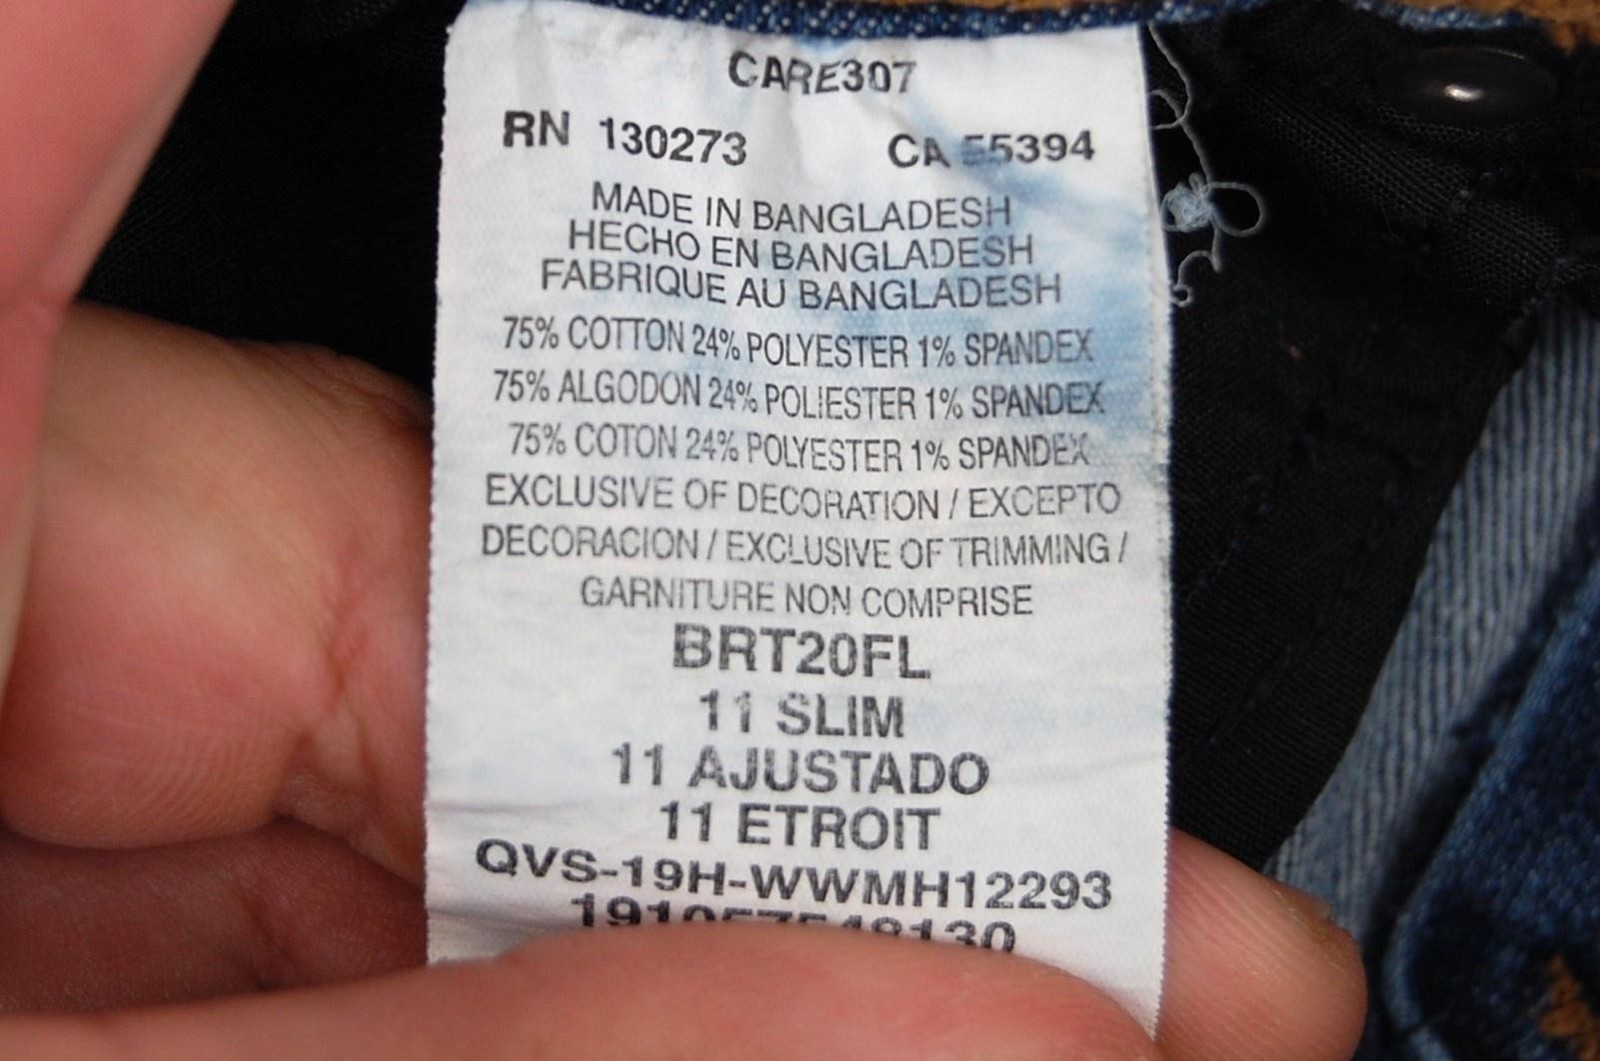 CARE307
RN 130273 CA 55394
MADE IN BANGLADESH
HECHO EN BANGLADESH
FABRIQUE AU BANGLADESH
75% COTTON 24% POLYESTER 1% SPANDEX
75% ALGODON 24% POLIESTER 1% SPANDEX
75% COTON 24% POLYESTER 1% SPANDEX
EXCLUSIVE OF DECORATION / EXCEPTO
DECORACION / EXCLUSIVE OF TRIMMING /
GARNITURE NON COMPRISE
BRT20FL
11 SLIM
11 AJUSTADO
11 ETROIT
QVS-19H-WWMH12293